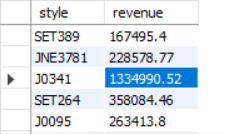 style revenue
SET389 167495.4
JNE3781 228578.77
J0341 1334990.52
SET264 358084.46
J0095 263413.8